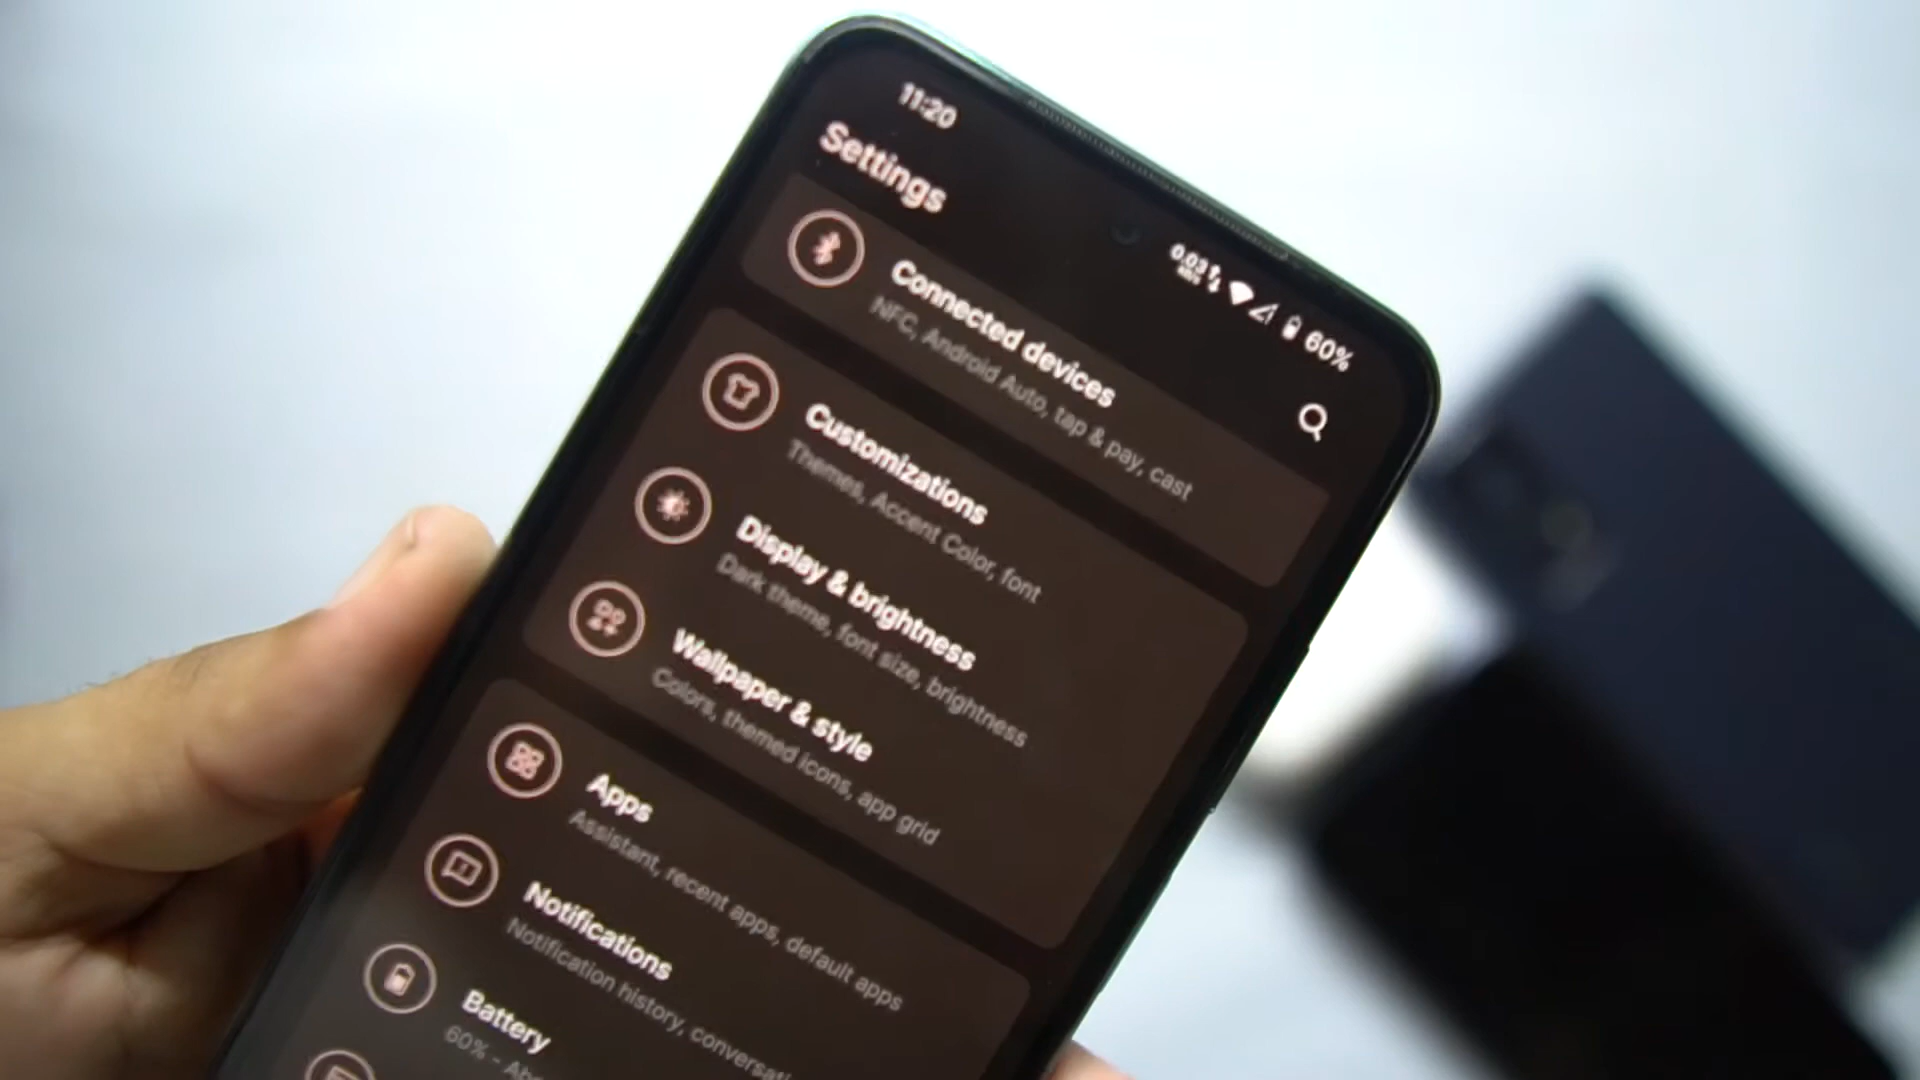 11:20
0.03
60%
Settings
Connected devices
NFC, Android Auto, tap & pay, cast
Customizations
Themes, Accent Color, font
Display & brightness
Dark theme, font size, brightness
Wallpaper & style
Colors, themed icons, app grid
Apps
Assistant, recent apps, default apps
Notifications
Notification history, conversati
Battery
60% -